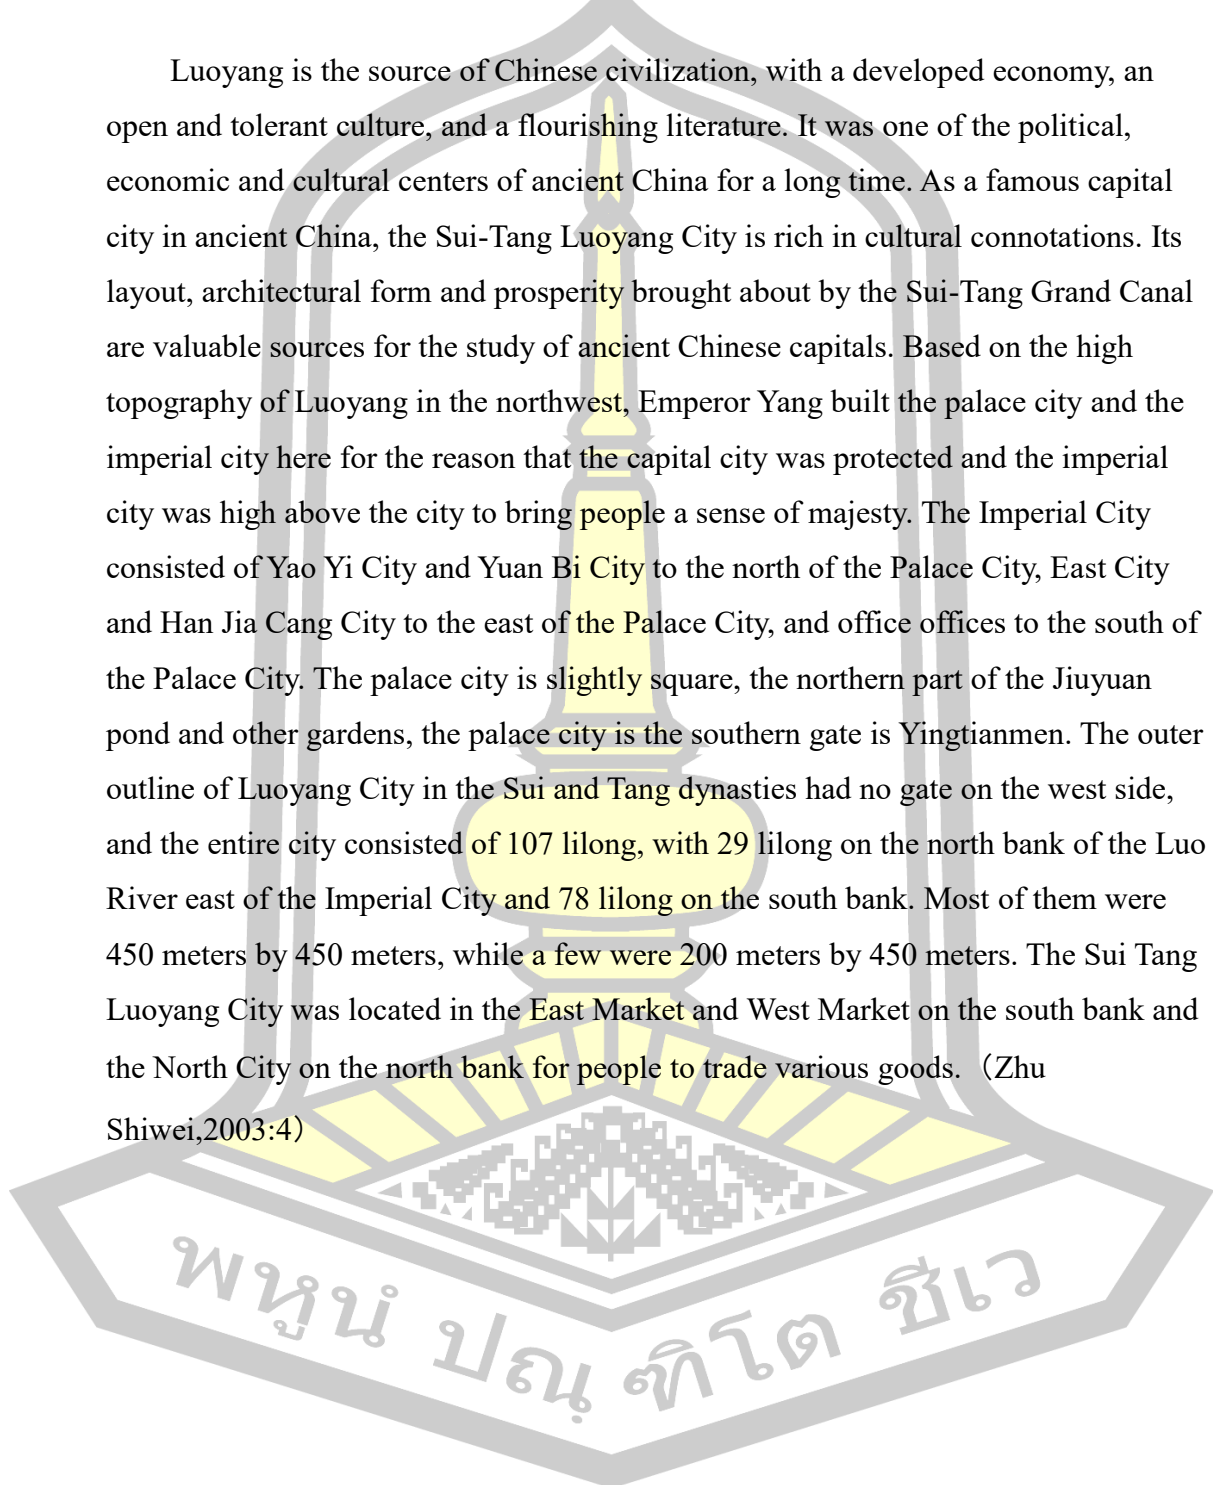 Luoyang is the source of Chinese civilization, with a developed economy, an
open and tolerant culture, and a flourishing literature. It was one of the political,
economic and cultural centers of ancient China for a long time. As a famous capital
city in ancient China, the Sui-Tang Luoyang City is rich in cultural connotations. Its
layout, architectural form and prosperity brought about by the Sui-Tang Grand Canal
are valuable sources for the study of ancient Chinese capitals. Based on the high
topography of Luoyang in the northwest, Emperor Yang built the palace city and the
imperial city here for the reason that the capital city was protected and the imperial
city was high above the city to bring people a sense of majesty. The Imperial City
consisted of Yao Yi City and Yuan Bi City to the north of the Palace City, East City
and Han Jia Cang City to the east of the Palace City, and office offices to the south of
the Palace City. The palace city is slightly square, the northern part of the Jiuyuan
pond and other gardens, the palace city is the southern gate is Yingtianmen. The outer
outline of Luoyang City in the Sui and Tang dynasties had no gate on the west side,
and the entire city consisted of 107 lilong, with 29 lilong on the north bank of the Luo
River east of the Imperial City and 78 lilong on the south bank. Most of them were
450 meters by 450 meters, while a few were 200 meters by 450 meters. The Sui Tang
Luoyang City was located in the East Market and West Market on the south bank and
the North City on the north bank for people to trade various goods.（Zhu
Shiwei,2003:4）
พหูนํ ปณฺฑิโต ชีเว